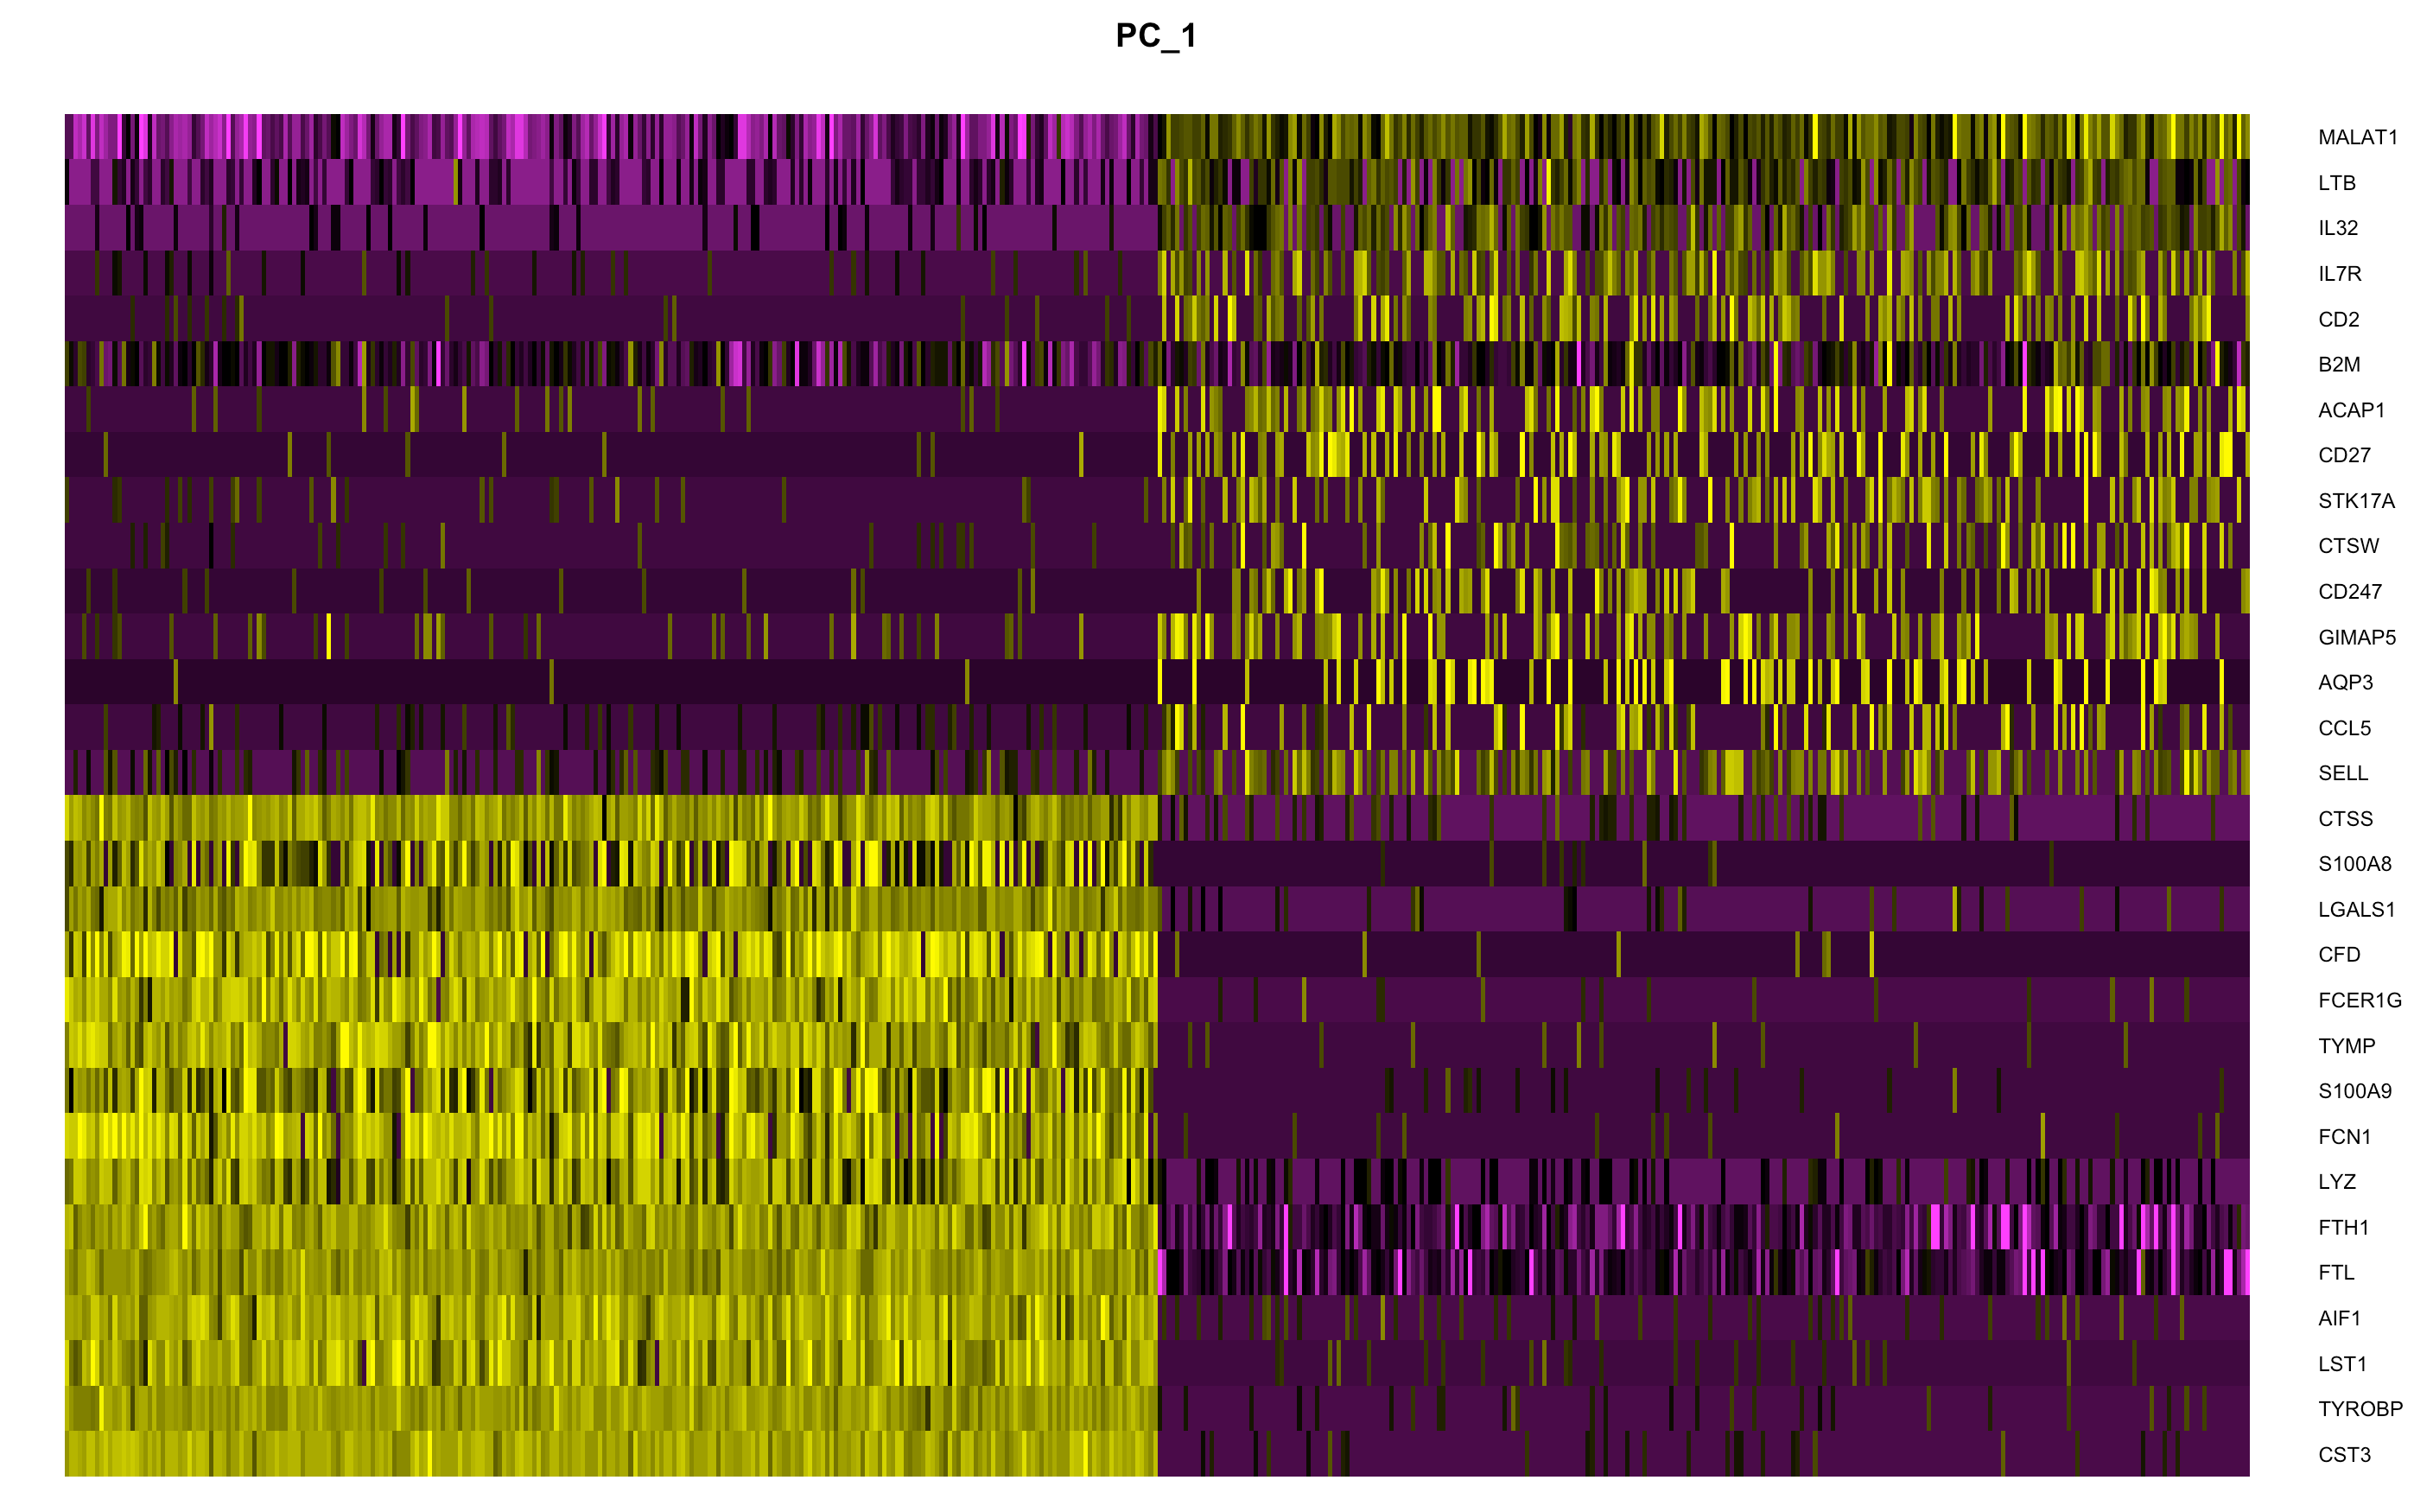 PC_1
MALAT1
LTB
IL32
IL7R
CD2
B2M
ACAP1
CD27
STK17A
CTSW
CD247
GIMAP5
AQP3
CCL5
SELL
CTSS
S100A8
LGALS1
CFD
FCER1G
TYMP
S100A9
FCN1
LYZ
FTH1
FTL
AIF1
LST1
TYROBP
CST3